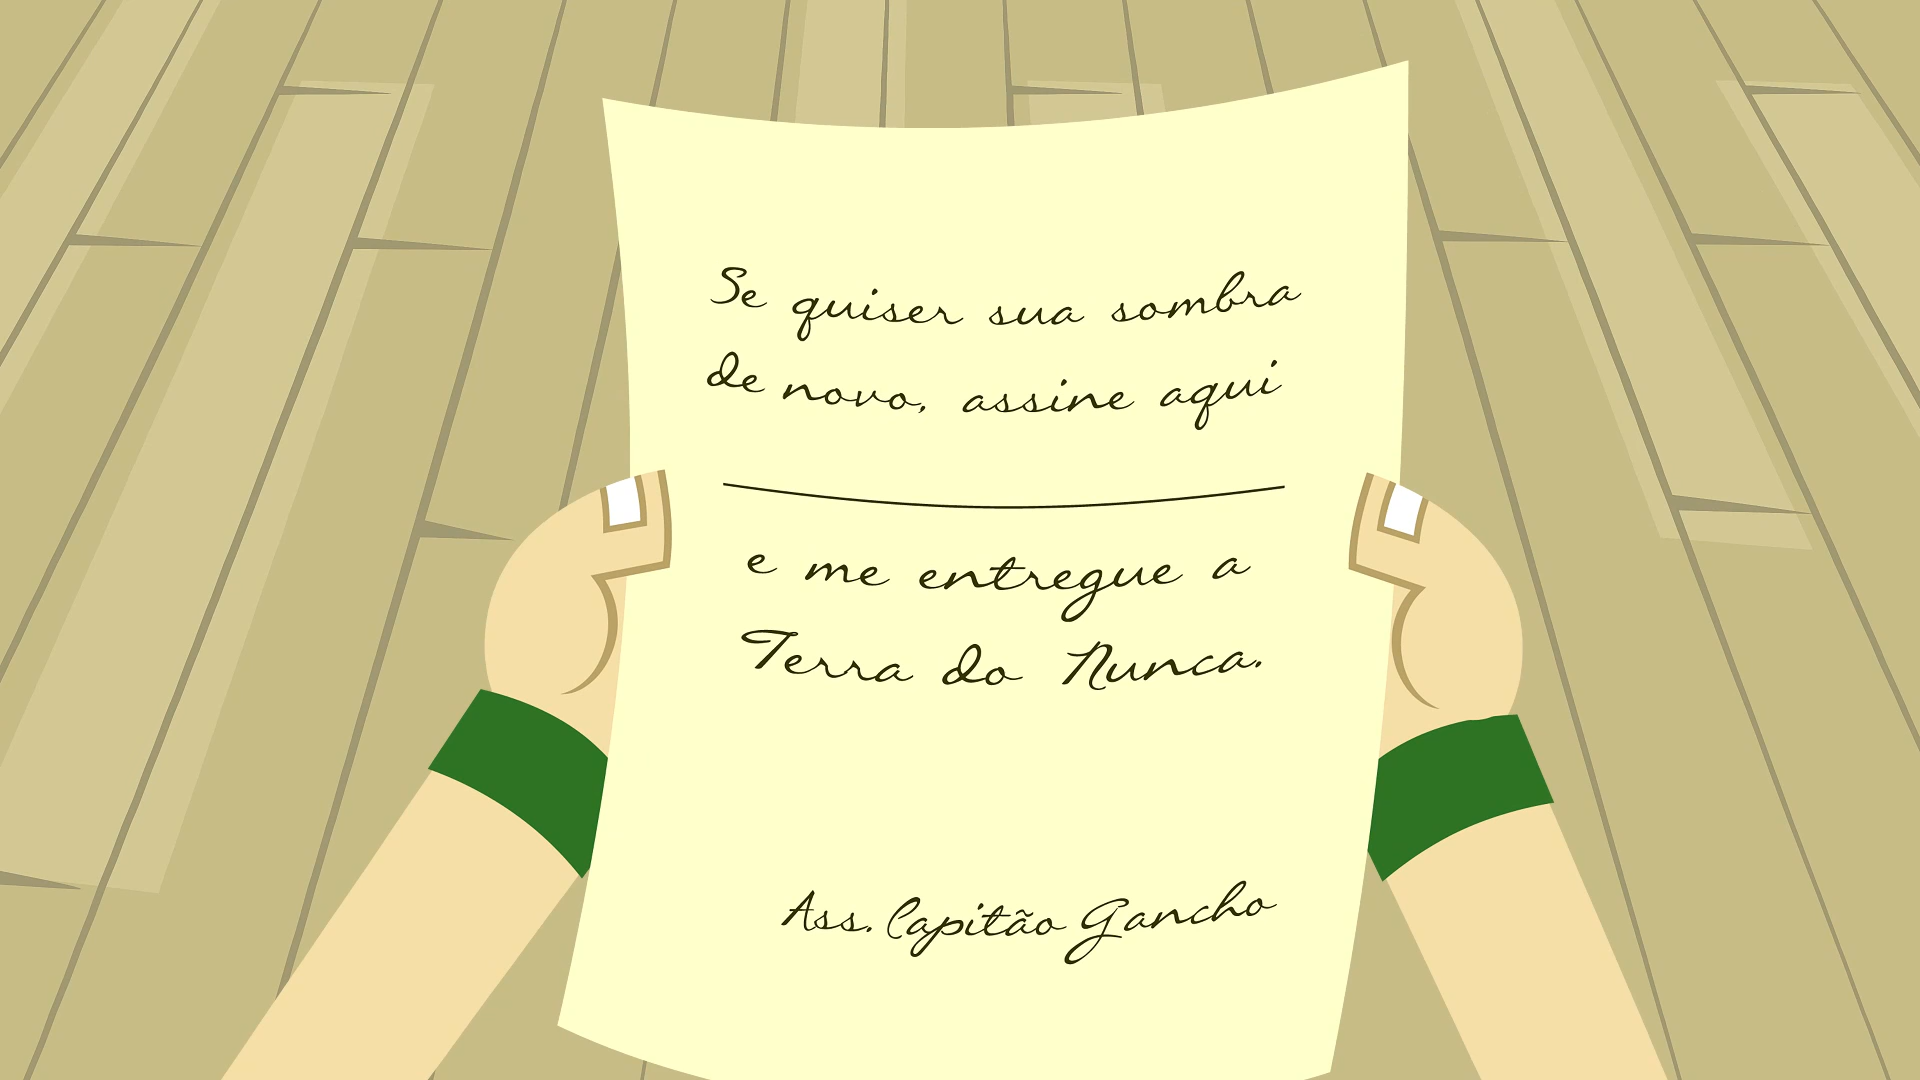 Se quiser sua sombra
de novo, assine aqui
e me entregue a
Terra do Nunca.
Ass. Capitão Gancho